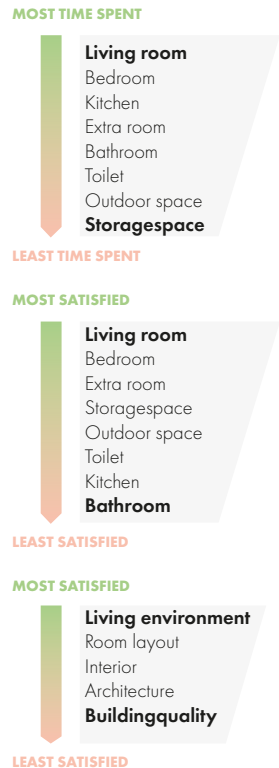 MOST TIME SPENT
Living room
Bedroom
Kitchen
Extra room
Bathroom
Toilet
Outdoor space
Storagespace
LEAST TIME SPENT
MOST SATISFIED
Living room
Bedroom
Extra room
Storagespace
Outdoor space
Toilet
Kitchen
Bathroom
LEAST SATISFIED
MOST SATISFIED
Living environment
Room layout
Interior
Architecture
Buildingquality
LEAST SATISFIED